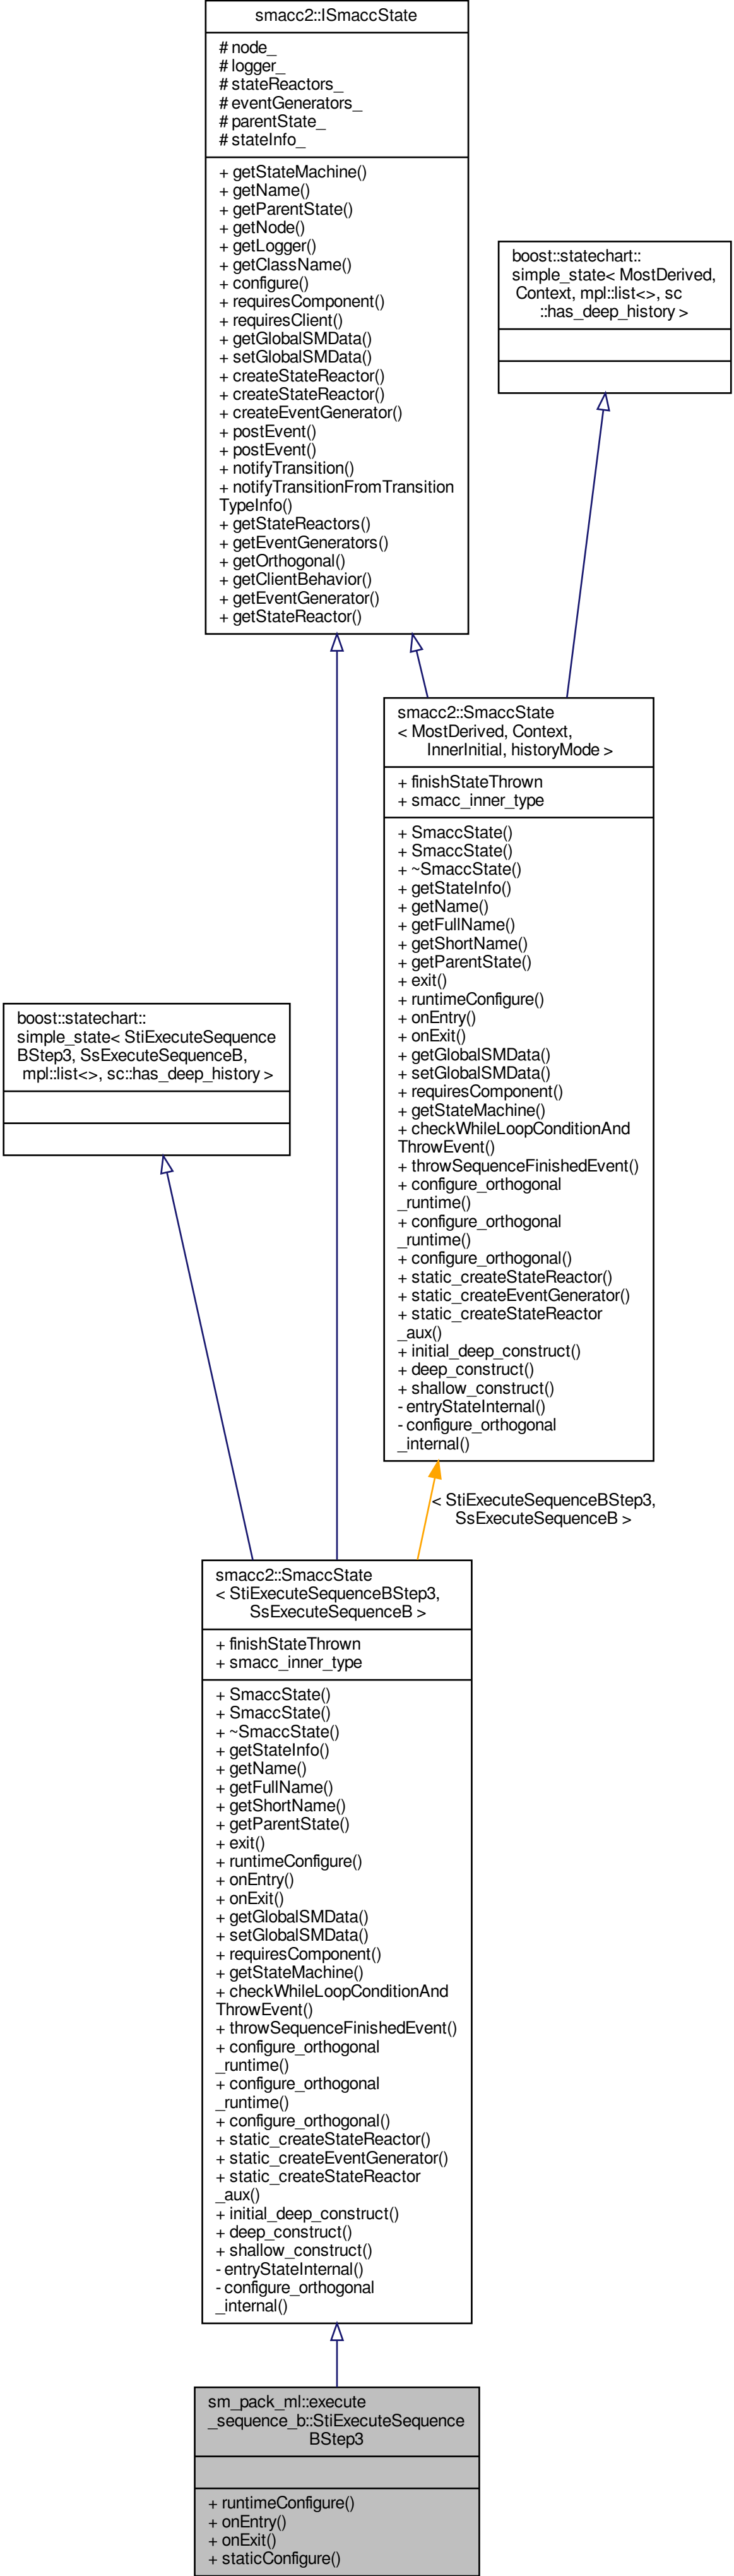 smacc2::ISmaccState
# node_
# logger_
# stateReactors_
# eventGenerators_
# parentState_
# stateInfo_
+ getStateMachine()
+ getName()
+ getParentState()
+ getNode()
+ getLogger()
+ getClassName()
+ configure()
+ requiresComponent()
+ requiresClient()
+ getGlobalSMData()
+ setGlobalSMData()
+ createStateReactor()
+ createStateReactor()
+ createEventGenerator()
+ postEvent()
+ postEvent()
+ notifyTransition()
+ notifyTransitionFromTransition
TypeInfo()
+ getStateReactors()
+ getEventGenerators()
+ getOrthogonal()
+ getClientBehavior()
+ getEventGenerator()
+ getStateReactor()
boost::statechart::
simple_state< MostDerived,
Context, mpl::list<>, sc
::has_deep_history >
smacc2::SmaccState
< MostDerived, Context,
InnerInitial, historyMode >
+ finishStateThrown
+ smacc_inner_type
+ SmaccState()
+ SmaccState()
+ ~SmaccState()
+ getStateInfo()
+ getName()
+ getFullName()
+ getShortName()
+ getParentState()
+ exit()
+ runtimeConfigure()
+ onEntry()
+ onExit()
+ getGlobalSMData()
+ setGlobalSMData()
+ requiresComponent()
+ getStateMachine()
+ checkWhileLoopConditionAnd
ThrowEvent()
+ throwSequenceFinishedEvent()
+ configure_orthogonal
_runtime()
+ configure_orthogonal
_runtime()
+ configure_orthogonal()
+ static_createStateReactor()
+ static_createEventGenerator()
+ static_createStateReactor
_aux()
+ initial_deep_construct()
+ deep_construct()
+ shallow_construct()
- entryStateInternal()
- configure_orthogonal
_internal()
boost::statechart::
simple_state< StiExecuteSequence
BStep3, SsExecuteSequenceB,
mpl::list<>, sc::has_deep_history >
< StiExecuteSequenceBStep3,
SsExecuteSequenceB >
smacc2::SmaccState
< StiExecuteSequenceBStep3,
SsExecuteSequenceB >
+ finishStateThrown
+ smacc_inner_type
+ SmaccState()
+ SmaccState()
+ ~SmaccState()
+ getStateInfo()
+ getName()
+ getFullName()
+ getShortName()
+ getParentState()
+ exit()
+ runtimeConfigure()
+ onEntry()
+ onExit()
+ getGlobalSMData()
+ setGlobalSMData()
+ requiresComponent()
+ getStateMachine()
+ checkWhileLoopConditionAnd
ThrowEvent()
+ throwSequenceFinishedEvent()
+ configure_orthogonal
_runtime()
+ configure_orthogonal
_runtime()
+ configure_orthogonal()
+ static_createStateReactor()
+ static_createEventGenerator()
+ static_createStateReactor
_aux()
+ initial_deep_construct()
+ deep_construct()
+ shallow_construct()
- entryStateInternal()
- configure_orthogonal
_internal()
sm_pack_ml::execute
_sequence_b::StiExecuteSequence
BStep3
+ runtimeConfigure()
+ onEntry()
+ onExit()
+ staticConfigure()